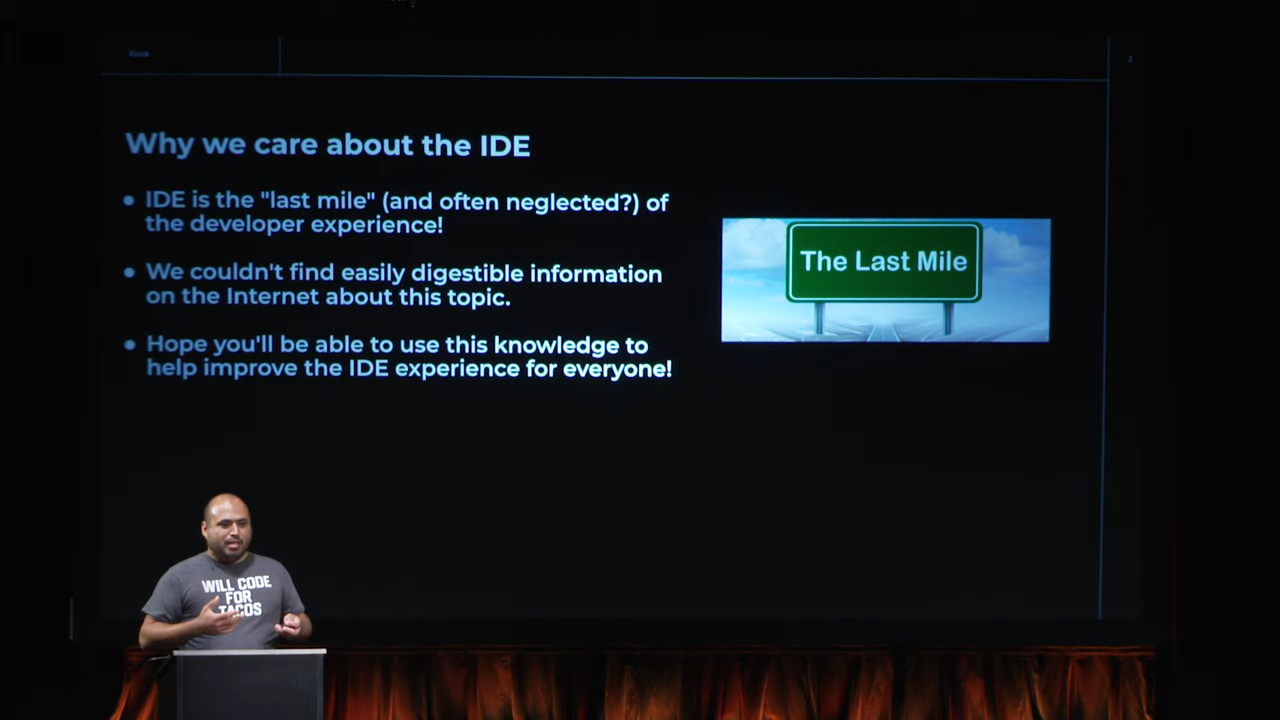 Why we care about the IDE
IDE is the "last mile" (and often neglected?) of
the developer experience!
We couldn't find easily digestible information
on the Internet about this topic.
Hope you'll be able to use this knowledge to
help improve the IDE experience for everyone!
The Last Mile
WILL CODE
FOR
TACOS